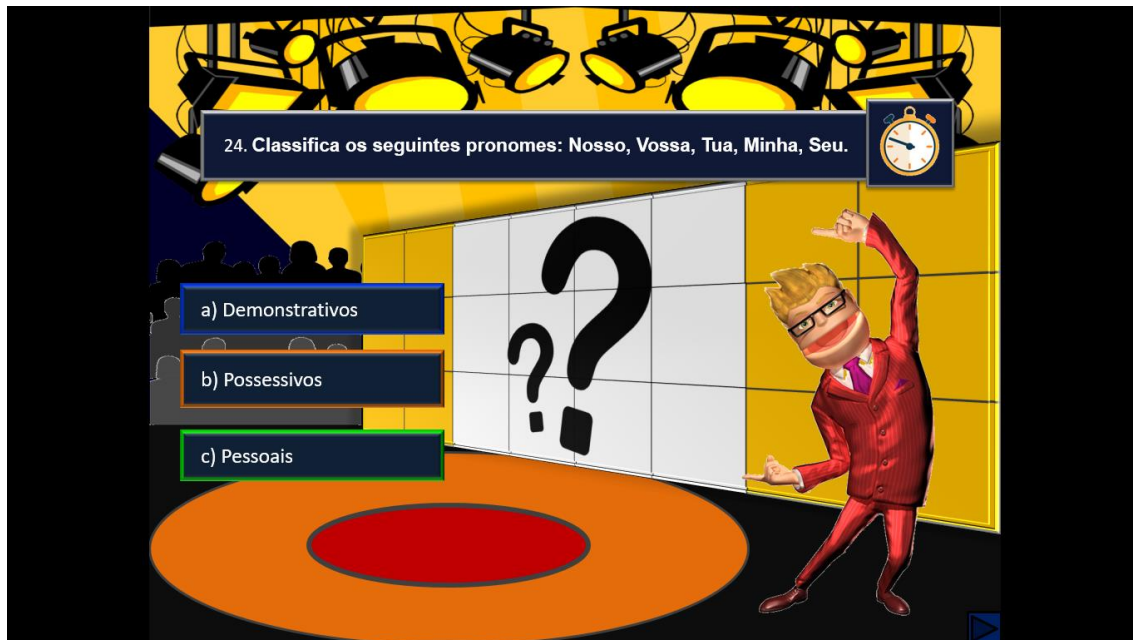 24. Classifica os seguintes pronomes: Nosso, Vossa, Tua, Minha, Seu.
a) Demonstrativos
b) Possessivos
c) Pessoais